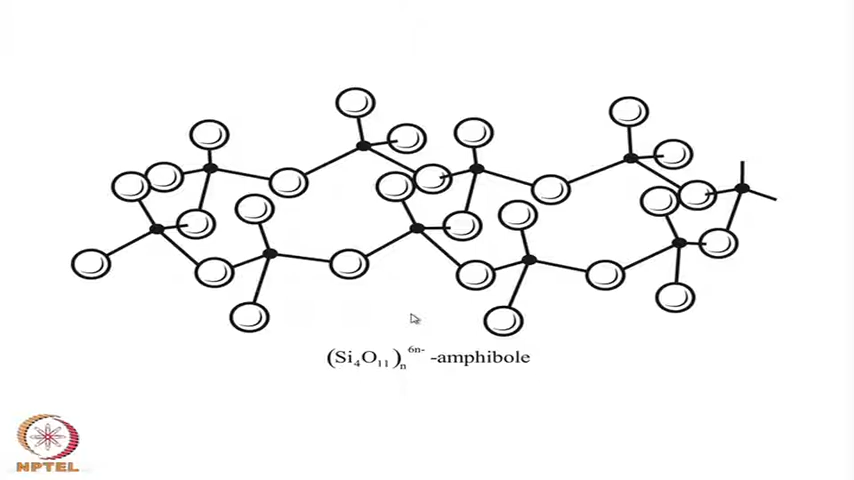 (Si₄O₁₁)ₙ⁶ⁿ⁻ -amphibole
NPTEL